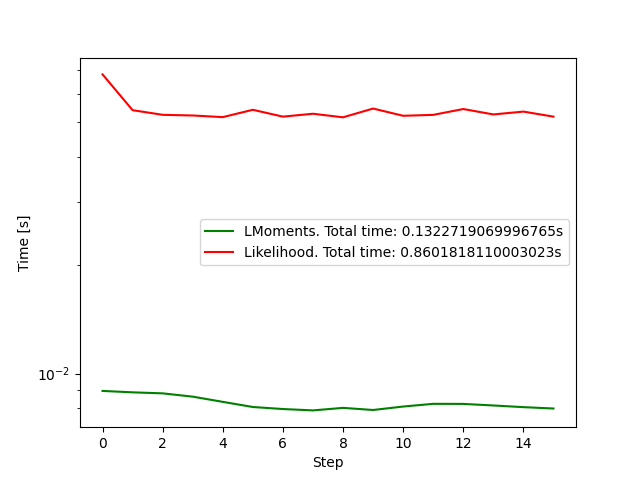 Time [s]
10⁻²
LMoments. Total time: 0.1322719069996765s
Likelihood. Total time: 0.8601818110003023s
0 2 4 6 8 10 12 14
Step